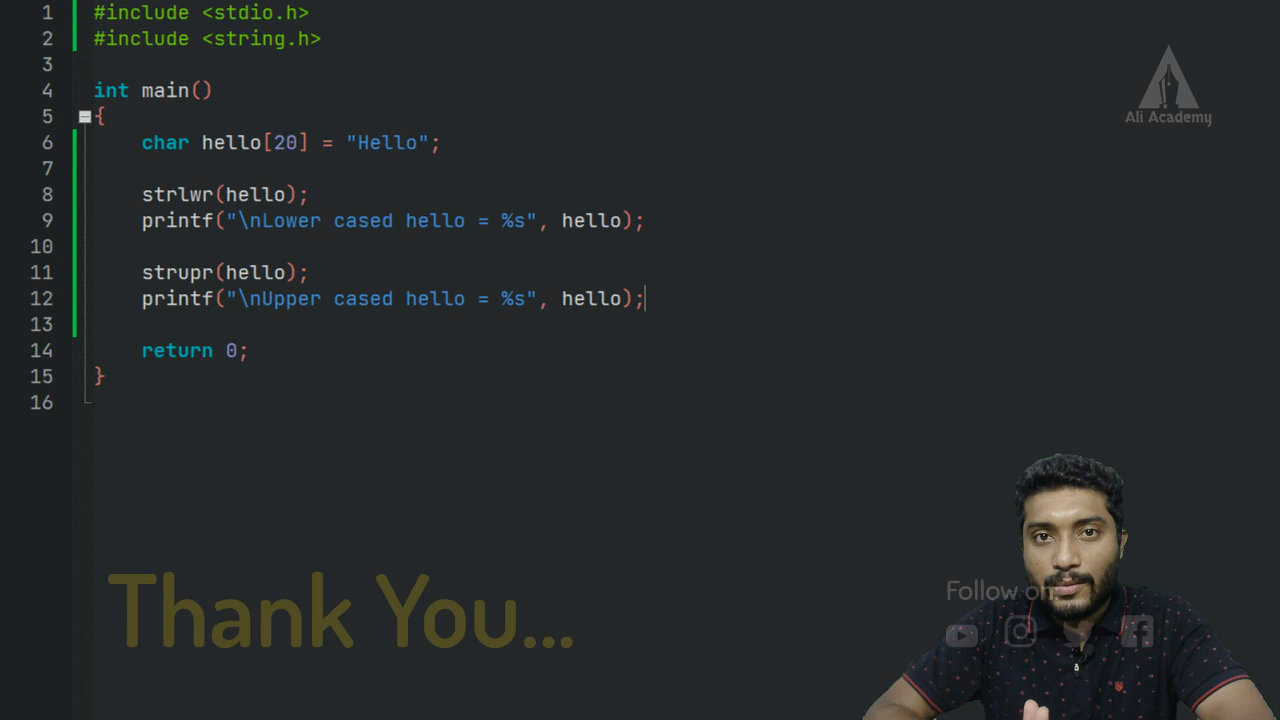 1 #include <stdio.h>
2 #include <string.h>
3
4 int main()
5 {
6     char hello[20] = "Hello";
7
8     strlwr(hello);
9     printf("\nLower cased hello = %s", hello);
10
11     strupr(hello);
12     printf("\nUpper cased hello = %s", hello);
13
14     return 0;
15 }
16
Ali Academy
Thank You...
Follow on